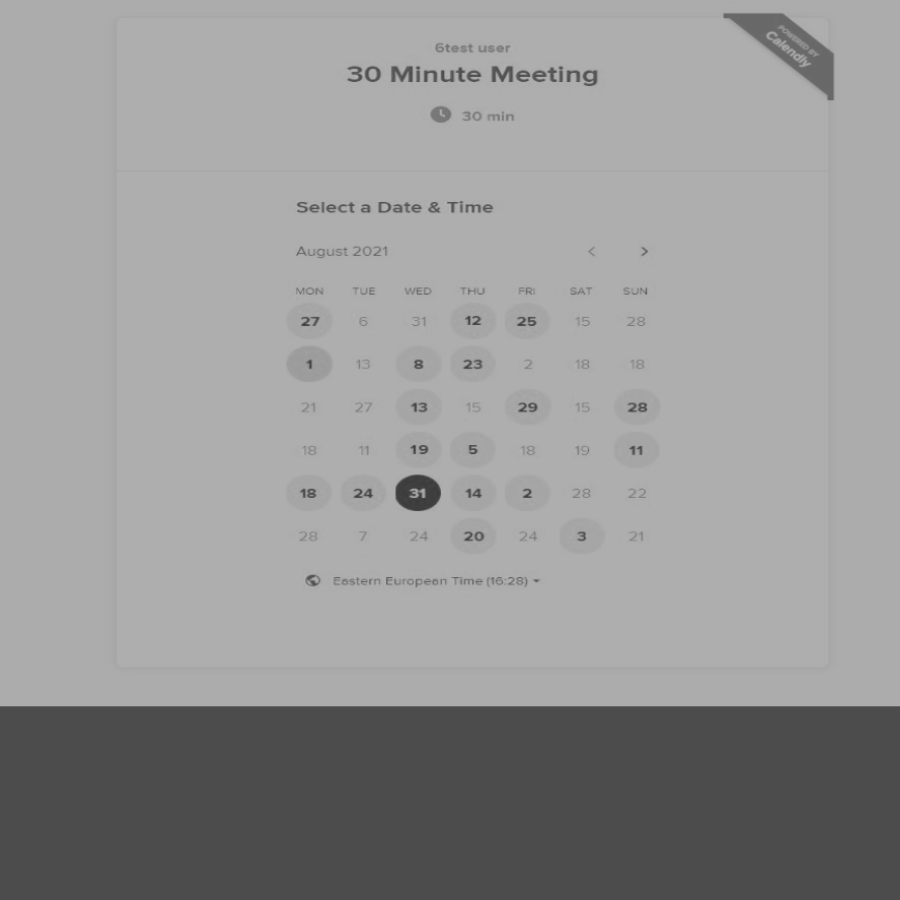 POWERED BY
Calendly
6test user
30 Minute Meeting
30 min
Select a Date & Time
August 2021 < >
MON TUE WED THU FRI SAT SUN
27 6 31 12 25 15 28
1 13 8 23 2 18 18
21 27 13 15 29 15 28
18 11 19 5 18 19 11
18 24 31 14 2 28 22
28 7 24 20 24 3 21
Eastern European Time (16:28)